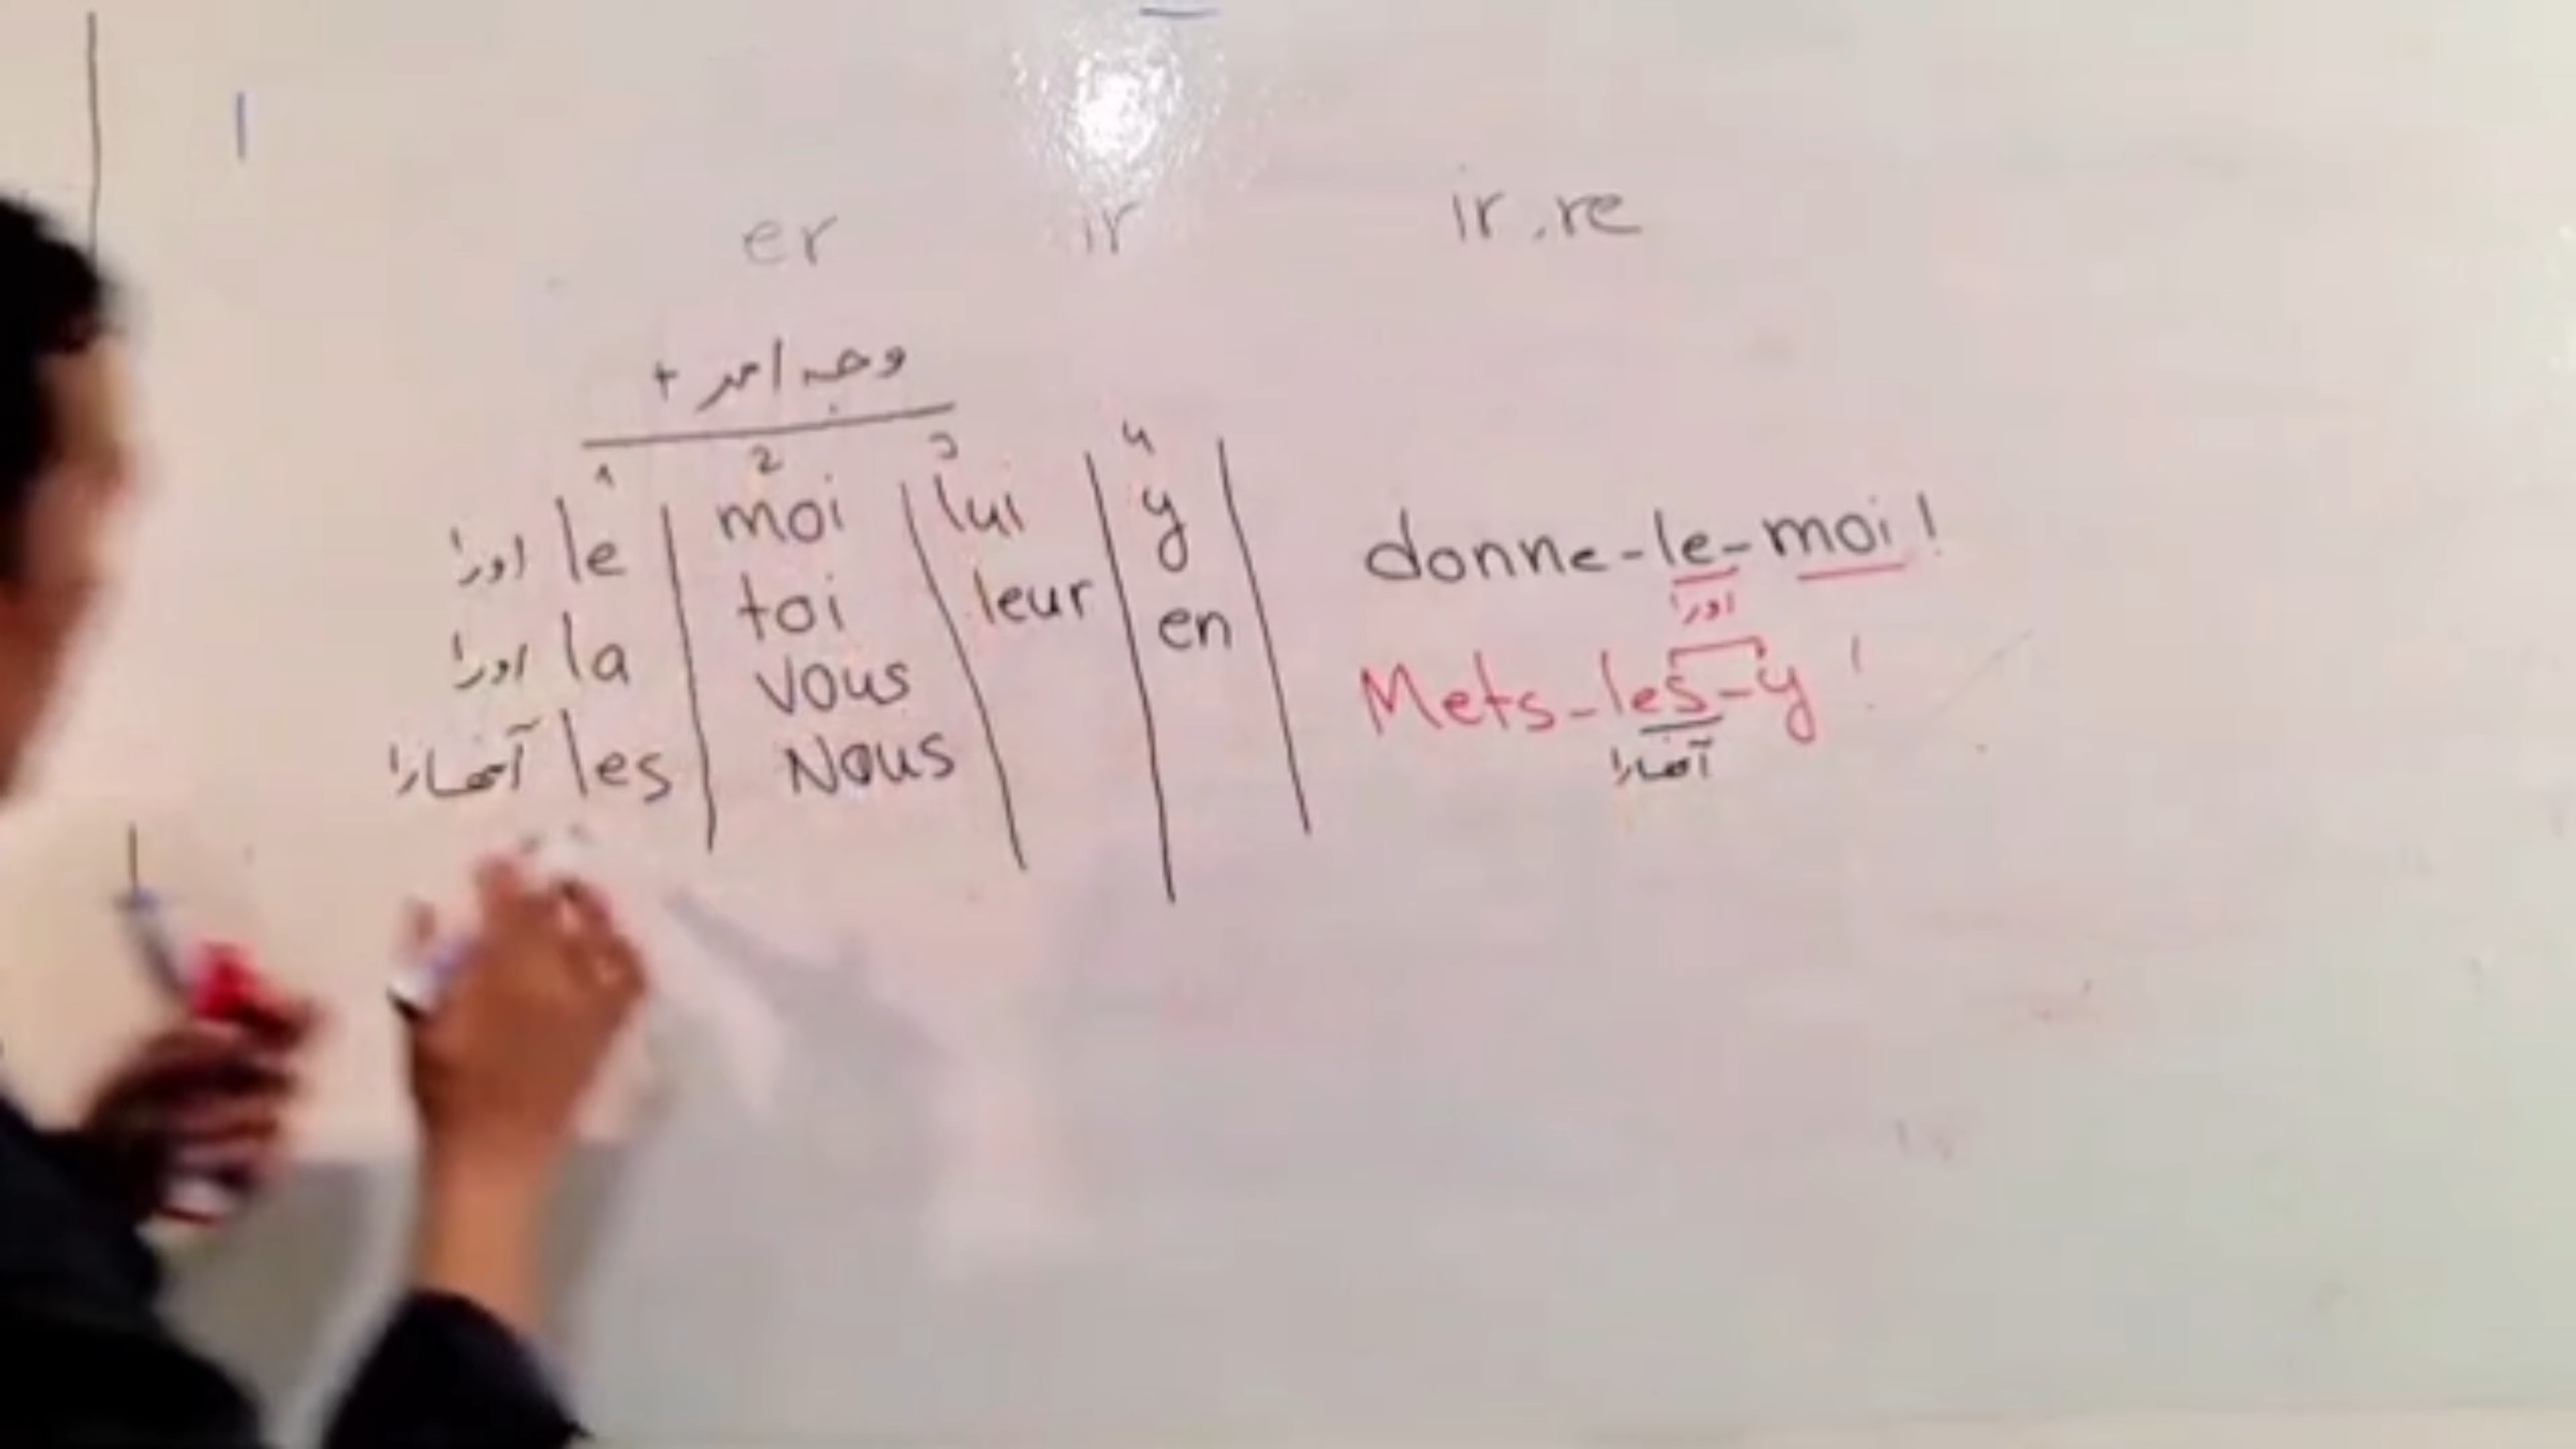 er ir ir, re
وجه امر +
1 2 3 4
اورا le moi lui y
اورا la toi leur en
آنها را les vous
Nous
donne-le-moi!
اورا
Mets-les-y!
آنها را